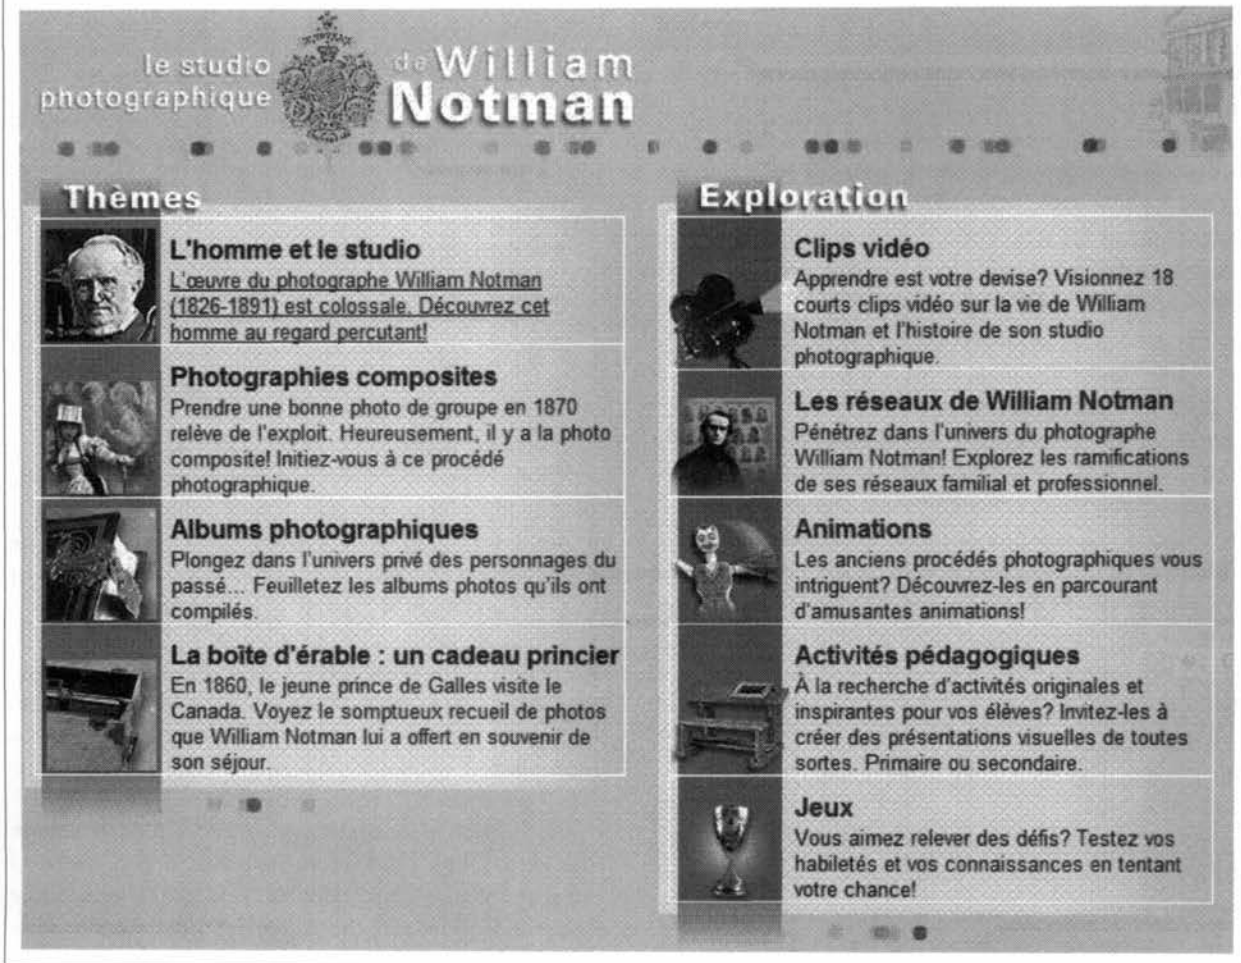 le studio
photographique
de William
Notman
Thèmes
L'homme et le studio
L'œuvre du photographe William Notman
(1826-1891) est colossale. Découvrez cet
homme au regard percutant!
Photographies composites
Prendre une bonne photo de groupe en 1870
relève de l'exploit. Heureusement, il y a la photo
composite! Initiez-vous à ce procédé
photographique.
Albums photographiques
Plongez dans l'univers privé des personnages du
passé... Feuilletez les albums photos qu'ils ont
compilés.
La boîte d'érable : un cadeau princier
En 1860, le jeune prince de Galles visite le
Canada. Voyez le somptueux recueil de photos
que William Notman lui a offert en souvenir de
son séjour.
Exploration
Clips vidéo
Apprendre est votre devise? Visionnez 18
courts clips vidéo sur la vie de William
Notman et l'histoire de son studio
photographique.
Les réseaux de William Notman
Pénétrez dans l'univers du photographe
William Notman! Explorez les ramifications
de ses réseaux familial et professionnel.
Animations
Les anciens procédés photographiques vous
intriguent? Découvrez-les en parcourant
d'amusantes animations!
Activités pédagogiques
À la recherche d'activités originales et
inspirantes pour vos élèves? Invitez-les à
créer des présentations visuelles de toutes
sortes. Primaire ou secondaire.
Jeux
Vous aimez relever des défis? Testez vos
habiletés et vos connaissances en tentant
votre chance!